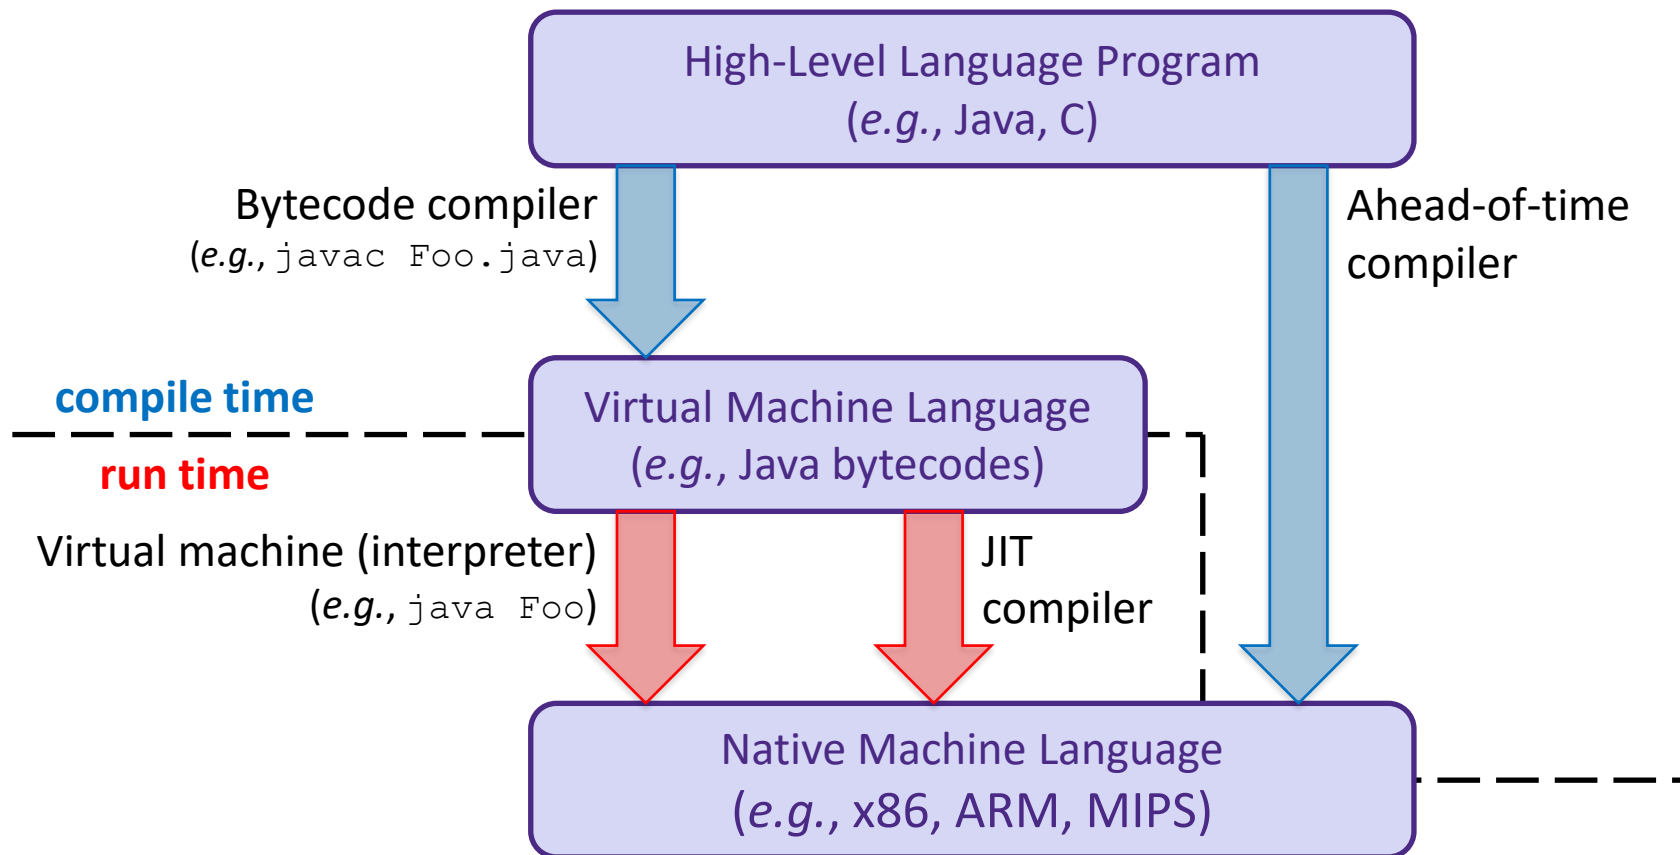 High-Level Language Program
(e.g., Java, C)
Bytecode compiler
(e.g., javac Foo.java)
Ahead-of-time
compiler
compile time
run time
Virtual Machine Language
(e.g., Java bytecodes)
Virtual machine (interpreter)
(e.g., java Foo)
JIT
compiler
Native Machine Language
(e.g., x86, ARM, MIPS)